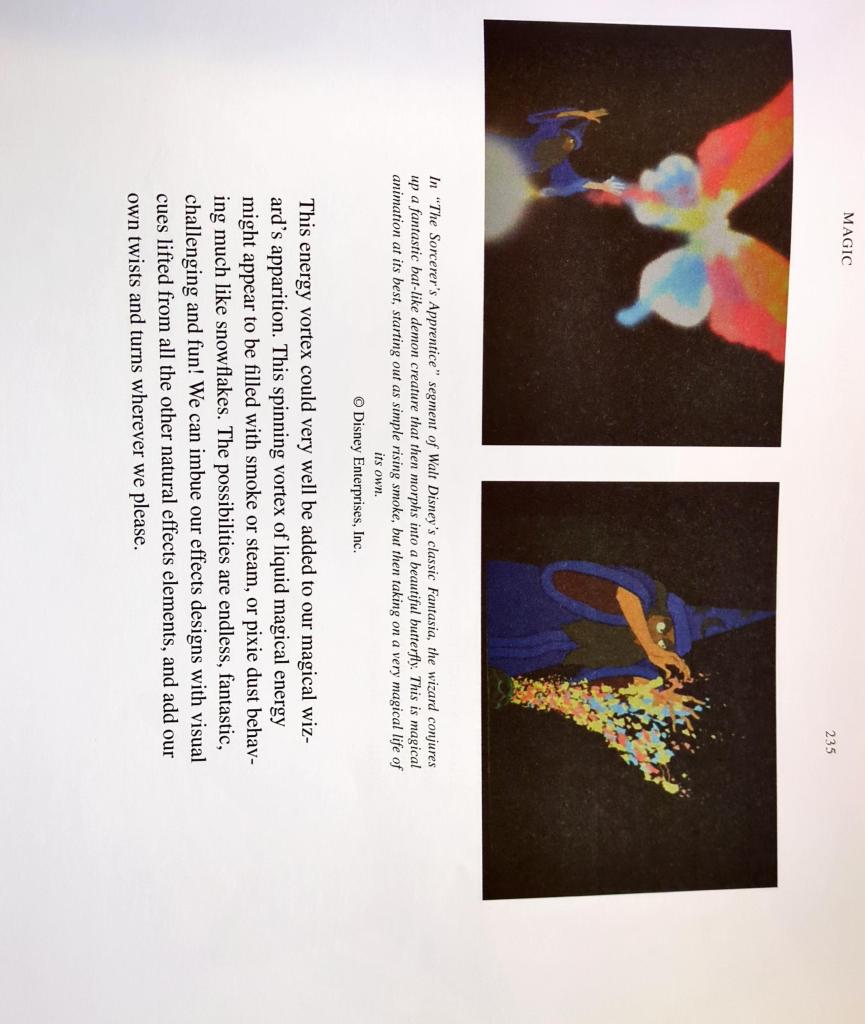 MAGIC
235
In “The Sorcerer's Apprentice” segment of Walt Disney's classic Fantasia, the wizard conjures
up a fantastic bat-like demon creature that then morphs into a beautiful butterfly. This is magical
animation at its best, starting out as simple rising smoke, but then taking on a very magical life of
its own.
© Disney Enterprises, Inc.
This energy vortex could very well be added to our magical wiz-
ard's apparition. This spinning vortex of liquid magical energy
might appear to be filled with smoke or steam, or pixie dust behav-
ing much like snowflakes. The possibilities are endless, fantastic,
challenging and fun! We can imbue our effects designs with visual
cues lifted from all the other natural effects elements, and add our
own twists and turns wherever we please.